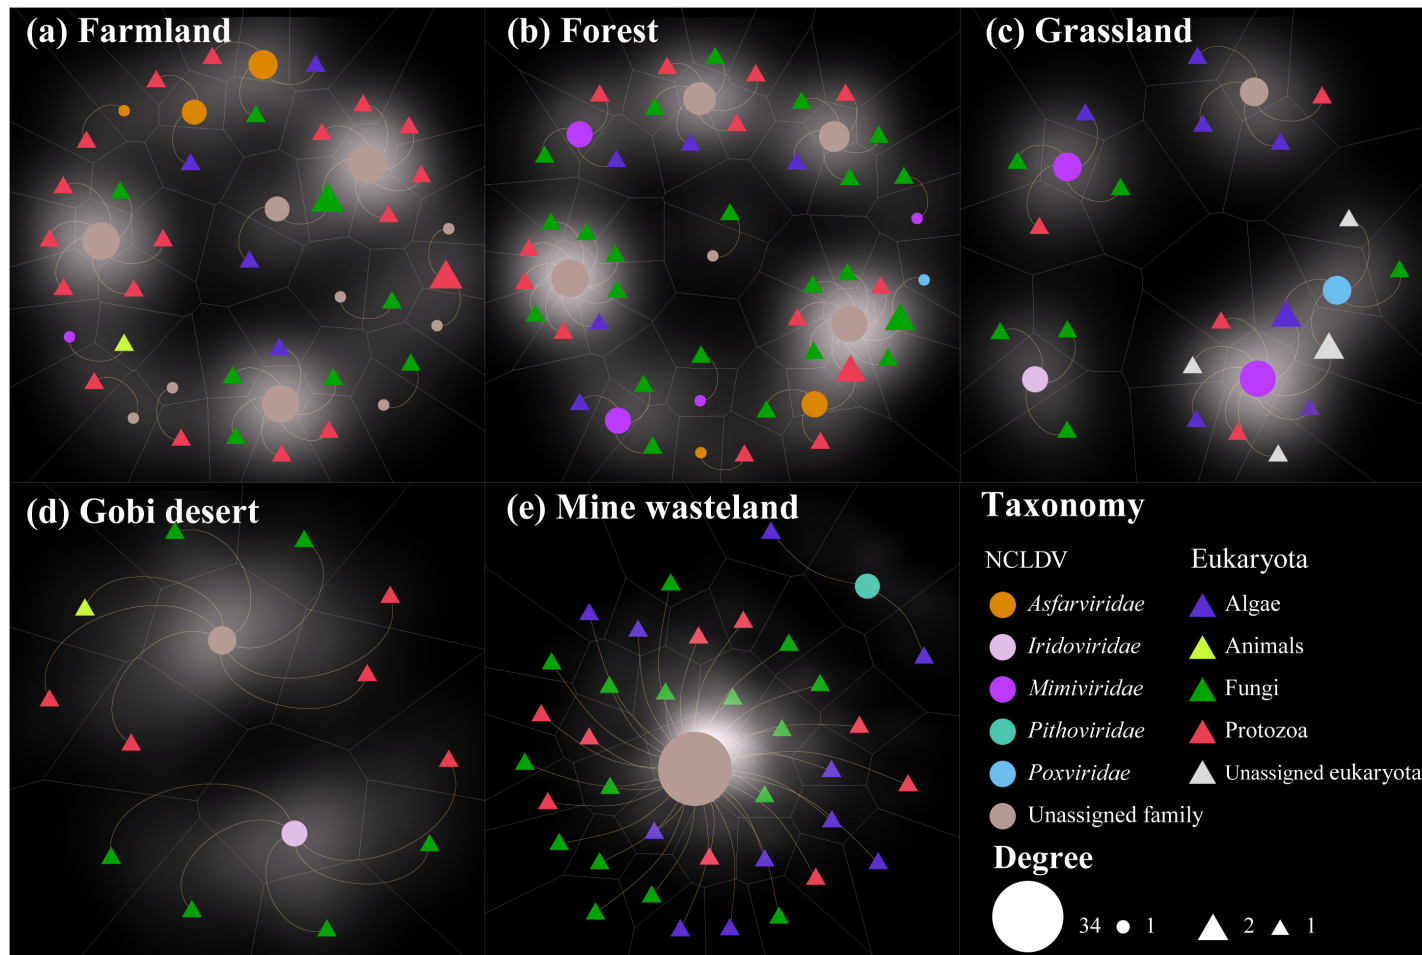 (a) Farmland
(b) Forest
(c) Grassland
(d) Gobi desert
(e) Mine wasteland
Taxonomy
NCLDV
Eukaryota
Asfarviridae
Algae
Iridoviridae
Animals
Mimiviridae
Fungi
Pithoviridae
Protozoa
Poxviridae
Unassigned eukaryota
Unassigned family
Degree
34 1 2 1